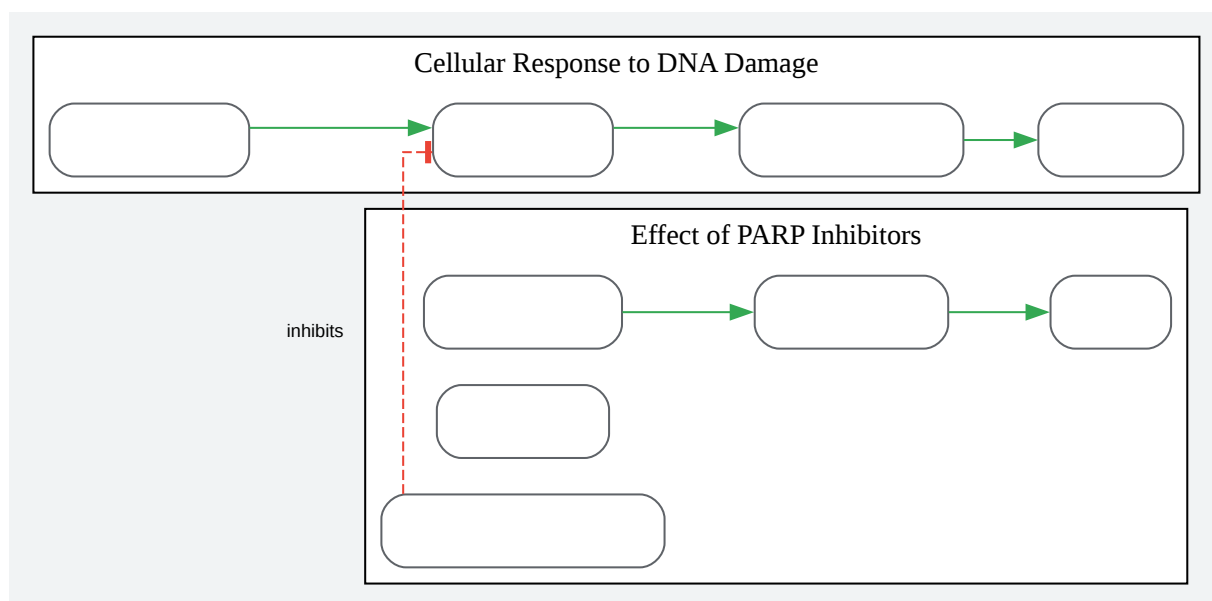 Cellular Response to DNA Damage
Effect of PARP Inhibitors
inhibits